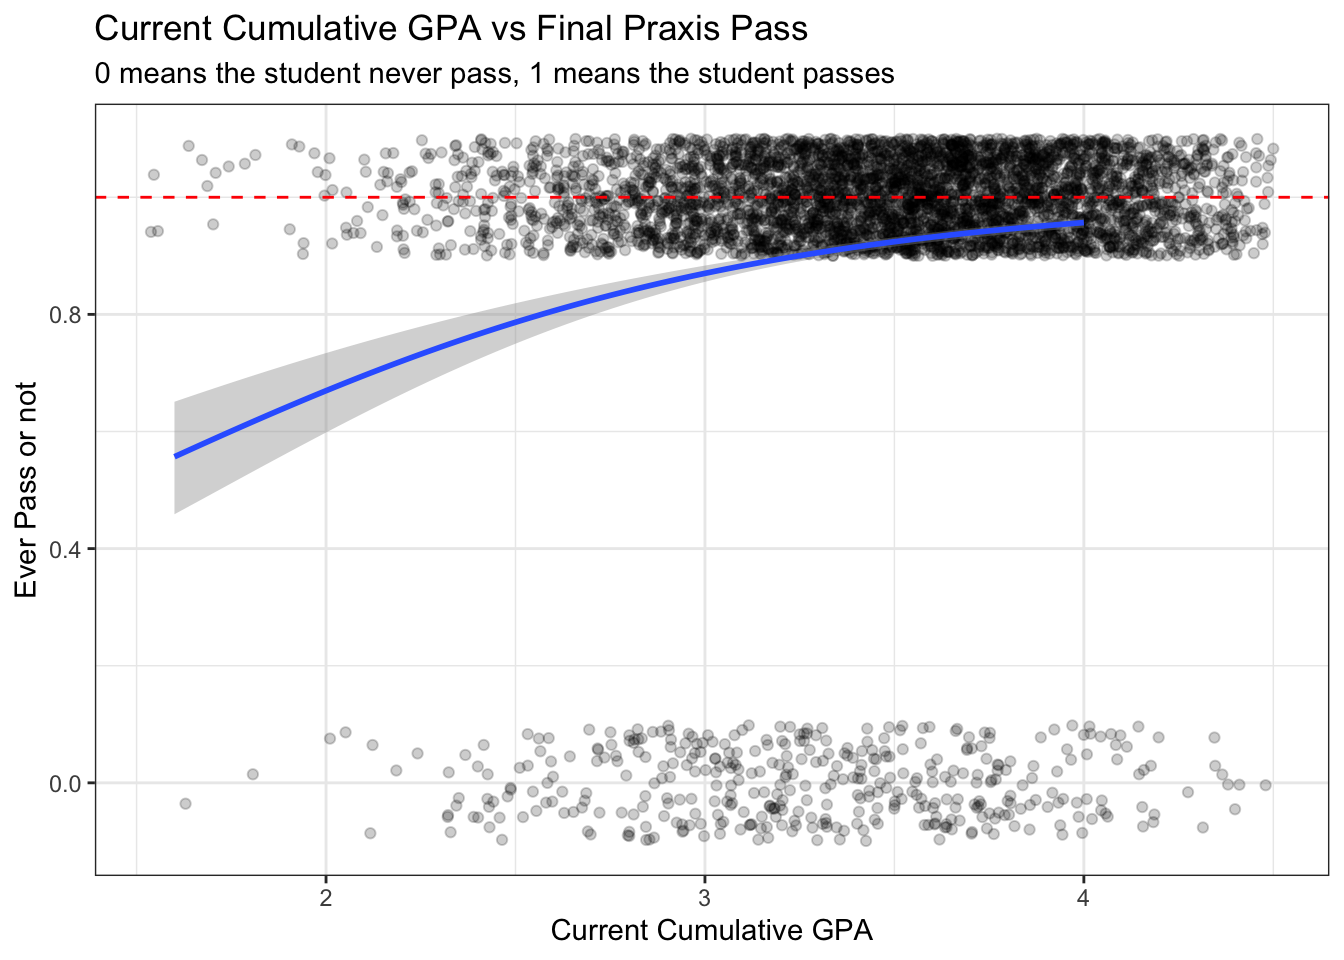 Current Cumulative GPA vs Final Praxis Pass
0 means the student never pass, 1 means the student passes
Ever Pass or not
0.8
0.4
0.0
2
3
4
Current Cumulative GPA